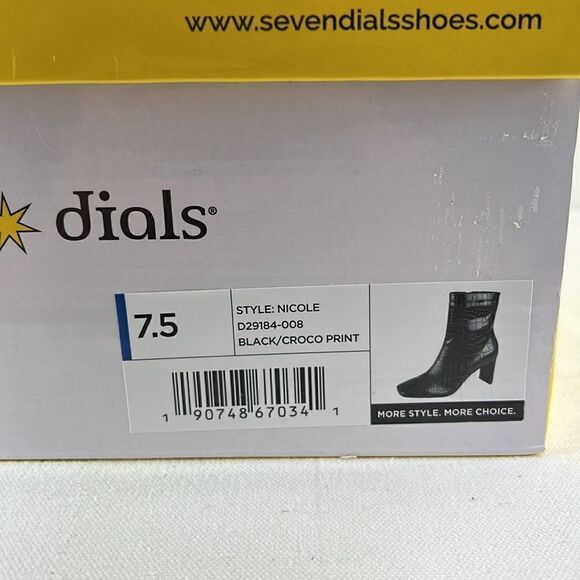 www.sevendialsshoes.com
dials®
7.5
STYLE: NICOLE
D29184-008
BLACK/CROCO PRINT
1 90748 67034 1
MORE STYLE. MORE CHOICE.